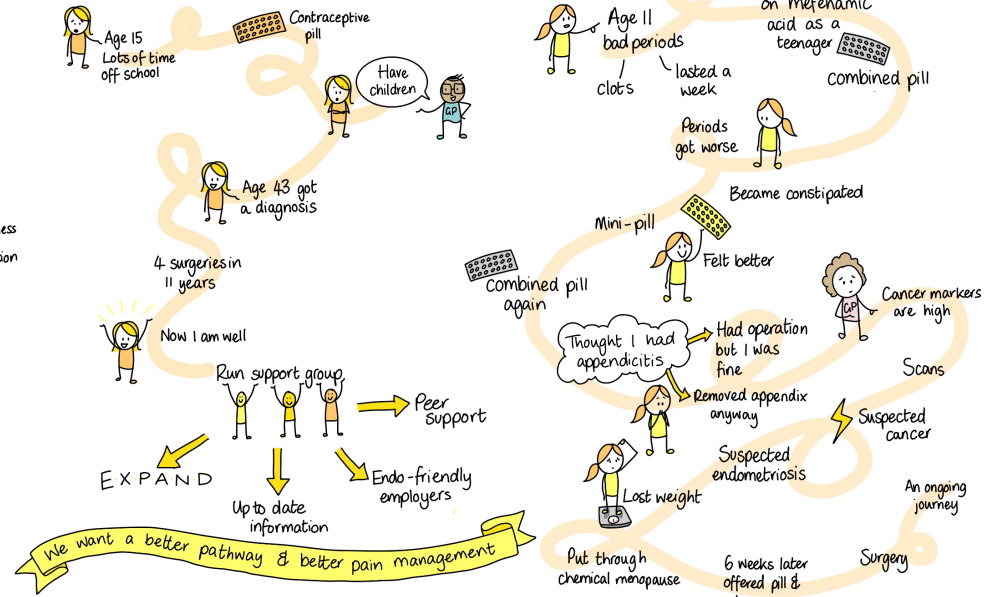 Age 15
Lots of time
off school
Contraceptive
pill
Have
children
GP
Age 43 got
a diagnosis
ess
ion
4 surgeries in
11 years
Now I am well
Run support group
Peer
support
EXPAND
Up to date
information
Endo-friendly
employers
We want a better pathway & better pain management
Age 11
bad periods
clots
lasted a
week
on mefenamic
acid as a
teenager
combined pill
Periods
got worse
Became constipated
Mini-pill
Felt better
Combined pill
again
Thought I had
appendicitis
Had operation
but I was
fine
Removed appendix
anyway
GP
Cancer markers
are high
Scans
Suspected
cancer
Suspected
endometriosis
Lost weight
Put through
chemical menopause
6 weeks later
offered pill &
Surgery
An ongoing
journey